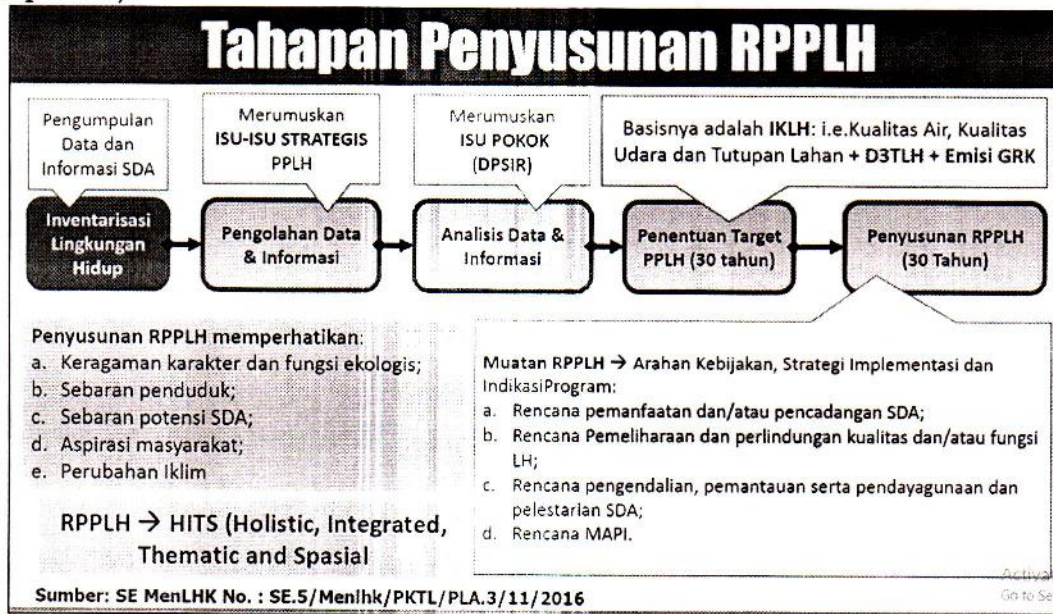 Tahapan Penyusunan RPPLH
Pengumpulan
Data dan
Informasi SDA
Merumuskan
ISU-ISU STRATEGIS
PPLH
Merumuskan
ISU POKOK
(DPSIR)
Basisnya adalah IKLH: i.e.Kualitas Air, Kualitas
Udara dan Tutupan Lahan + D3TLH + Emisi GRK
Inventarisasi
Lingkungan
Hidup
Pengolahan Data
& Informasi
Analisis Data &
Informasi
Penentuan Target
PPLH (30 tahun)
Penyusunan RPPLH
(30 Tahun)
Penyusunan RPPLH memperhatikan:
a. Keragaman karakter dan fungsi ekologis;
b. Sebaran penduduk;
c. Sebaran potensi SDA;
d. Aspirasi masyarakat;
e. Perubahan Iklim
RPPLH → HITS (Holistic, Integrated,
Thematic and Spasial
Muatan RPPLH → Arahan Kebijakan, Strategi Implementasi dan
IndikasiProgram:
a. Rencana pemanfaatan dan/atau pencadangan SDA;
b. Rencana Pemeliharaan dan perlindungan kualitas dan/atau fungsi
LH;
c. Rencana pengendalian, pemantauan serta pendayagunaan dan
pelestarian SDA;
d. Rencana MAPI.
Activa
Go to Se
Sumber: SE MenLHK No. : SE.5/Menlhk/PKTL/PLA.3/11/2016